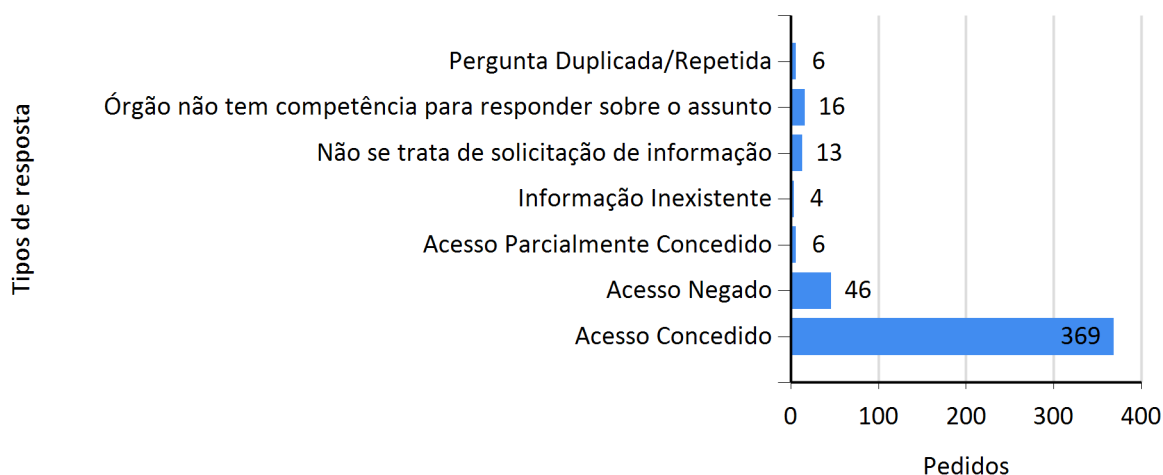 Tipos de resposta
Pergunta Duplicada/Repetida 6
Órgão não tem competência para responder sobre o assunto 16
Não se trata de solicitação de informação 13
Informação Inexistente 4
Acesso Parcialmente Concedido 6
Acesso Negado 46
Acesso Concedido 369
0 100 200 300 400
Pedidos